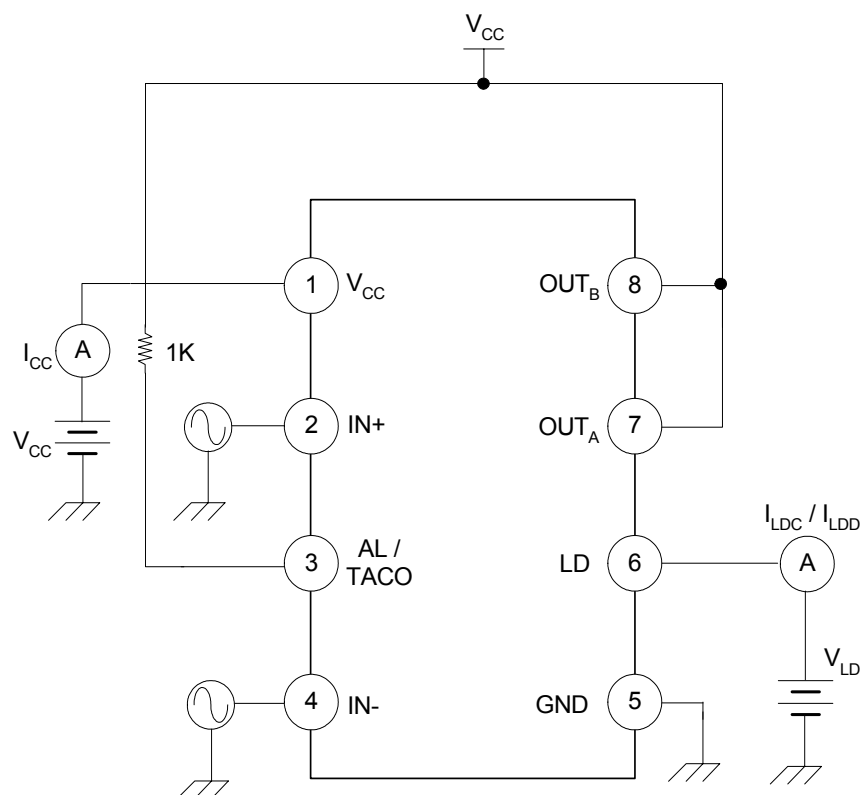 VCC
1
VCC
OUTB
8
ICC
A
1K
2
IN+
OUTA
7
VCC
ILDC / ILDD
3
AL /
TACO
LD
6
A
VLD
4
IN-
GND
5